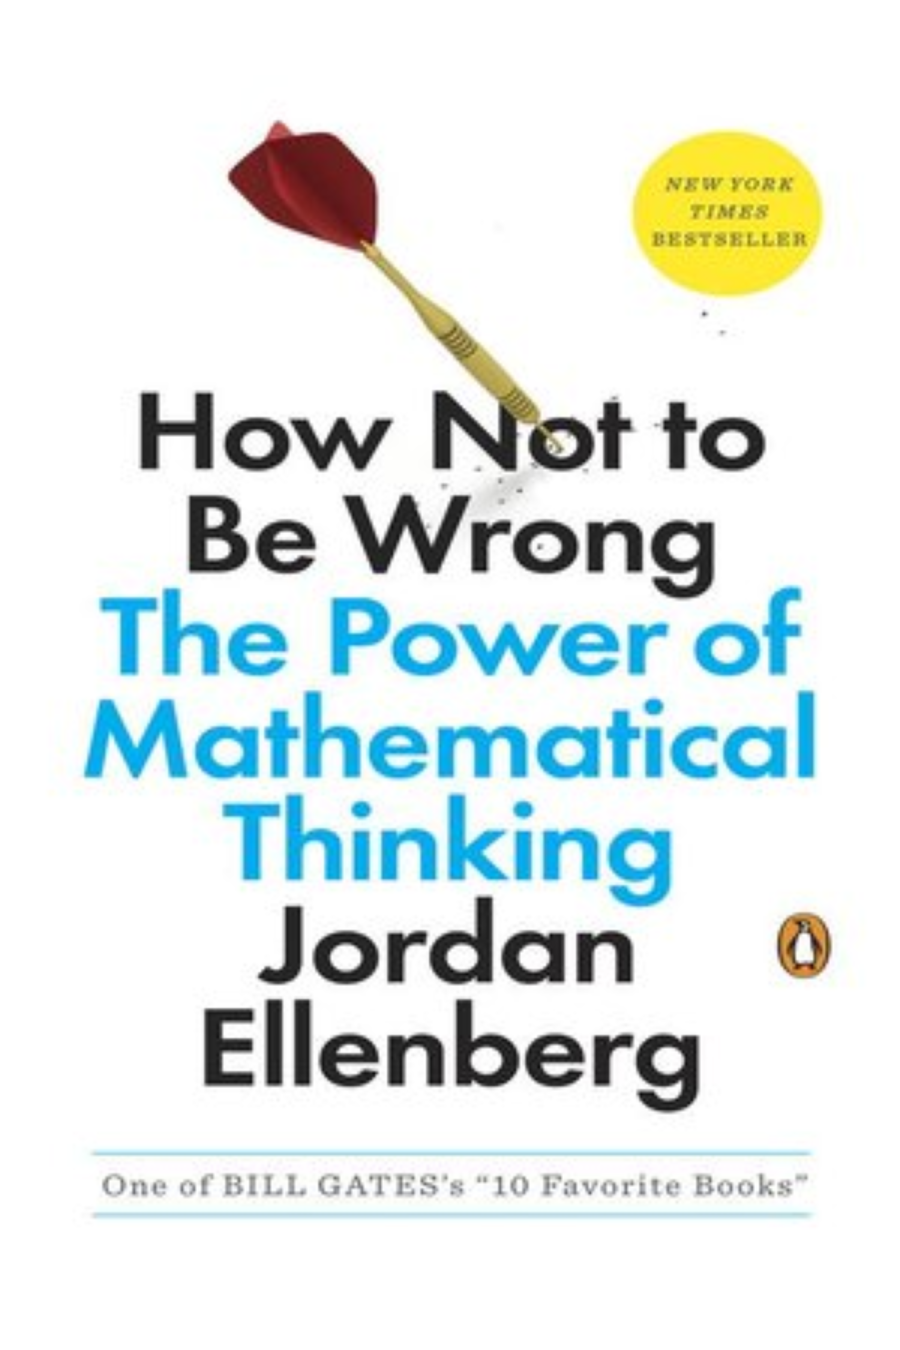 NEW YORK
TIMES
BESTSELLER
How Not to
Be Wrong
The Power of
Mathematical
Thinking
Jordan
Ellenberg
One of BILL GATES's “10 Favorite Books”